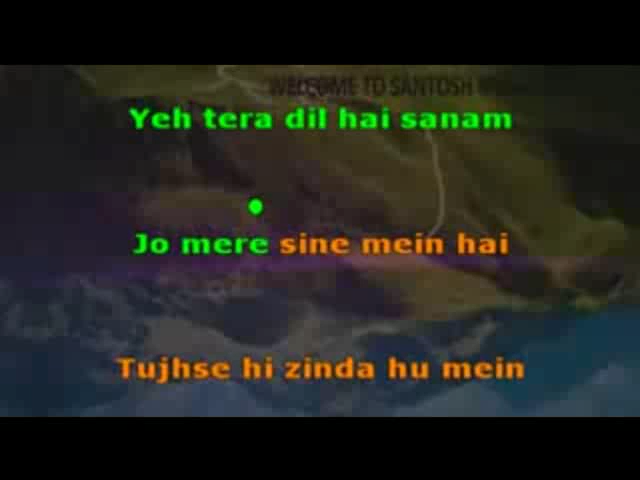 WELCOME TO SANTOSH
Yeh tera dil hai sanam
Jo mere sine mein hai
Tujhse hi zinda hu mein